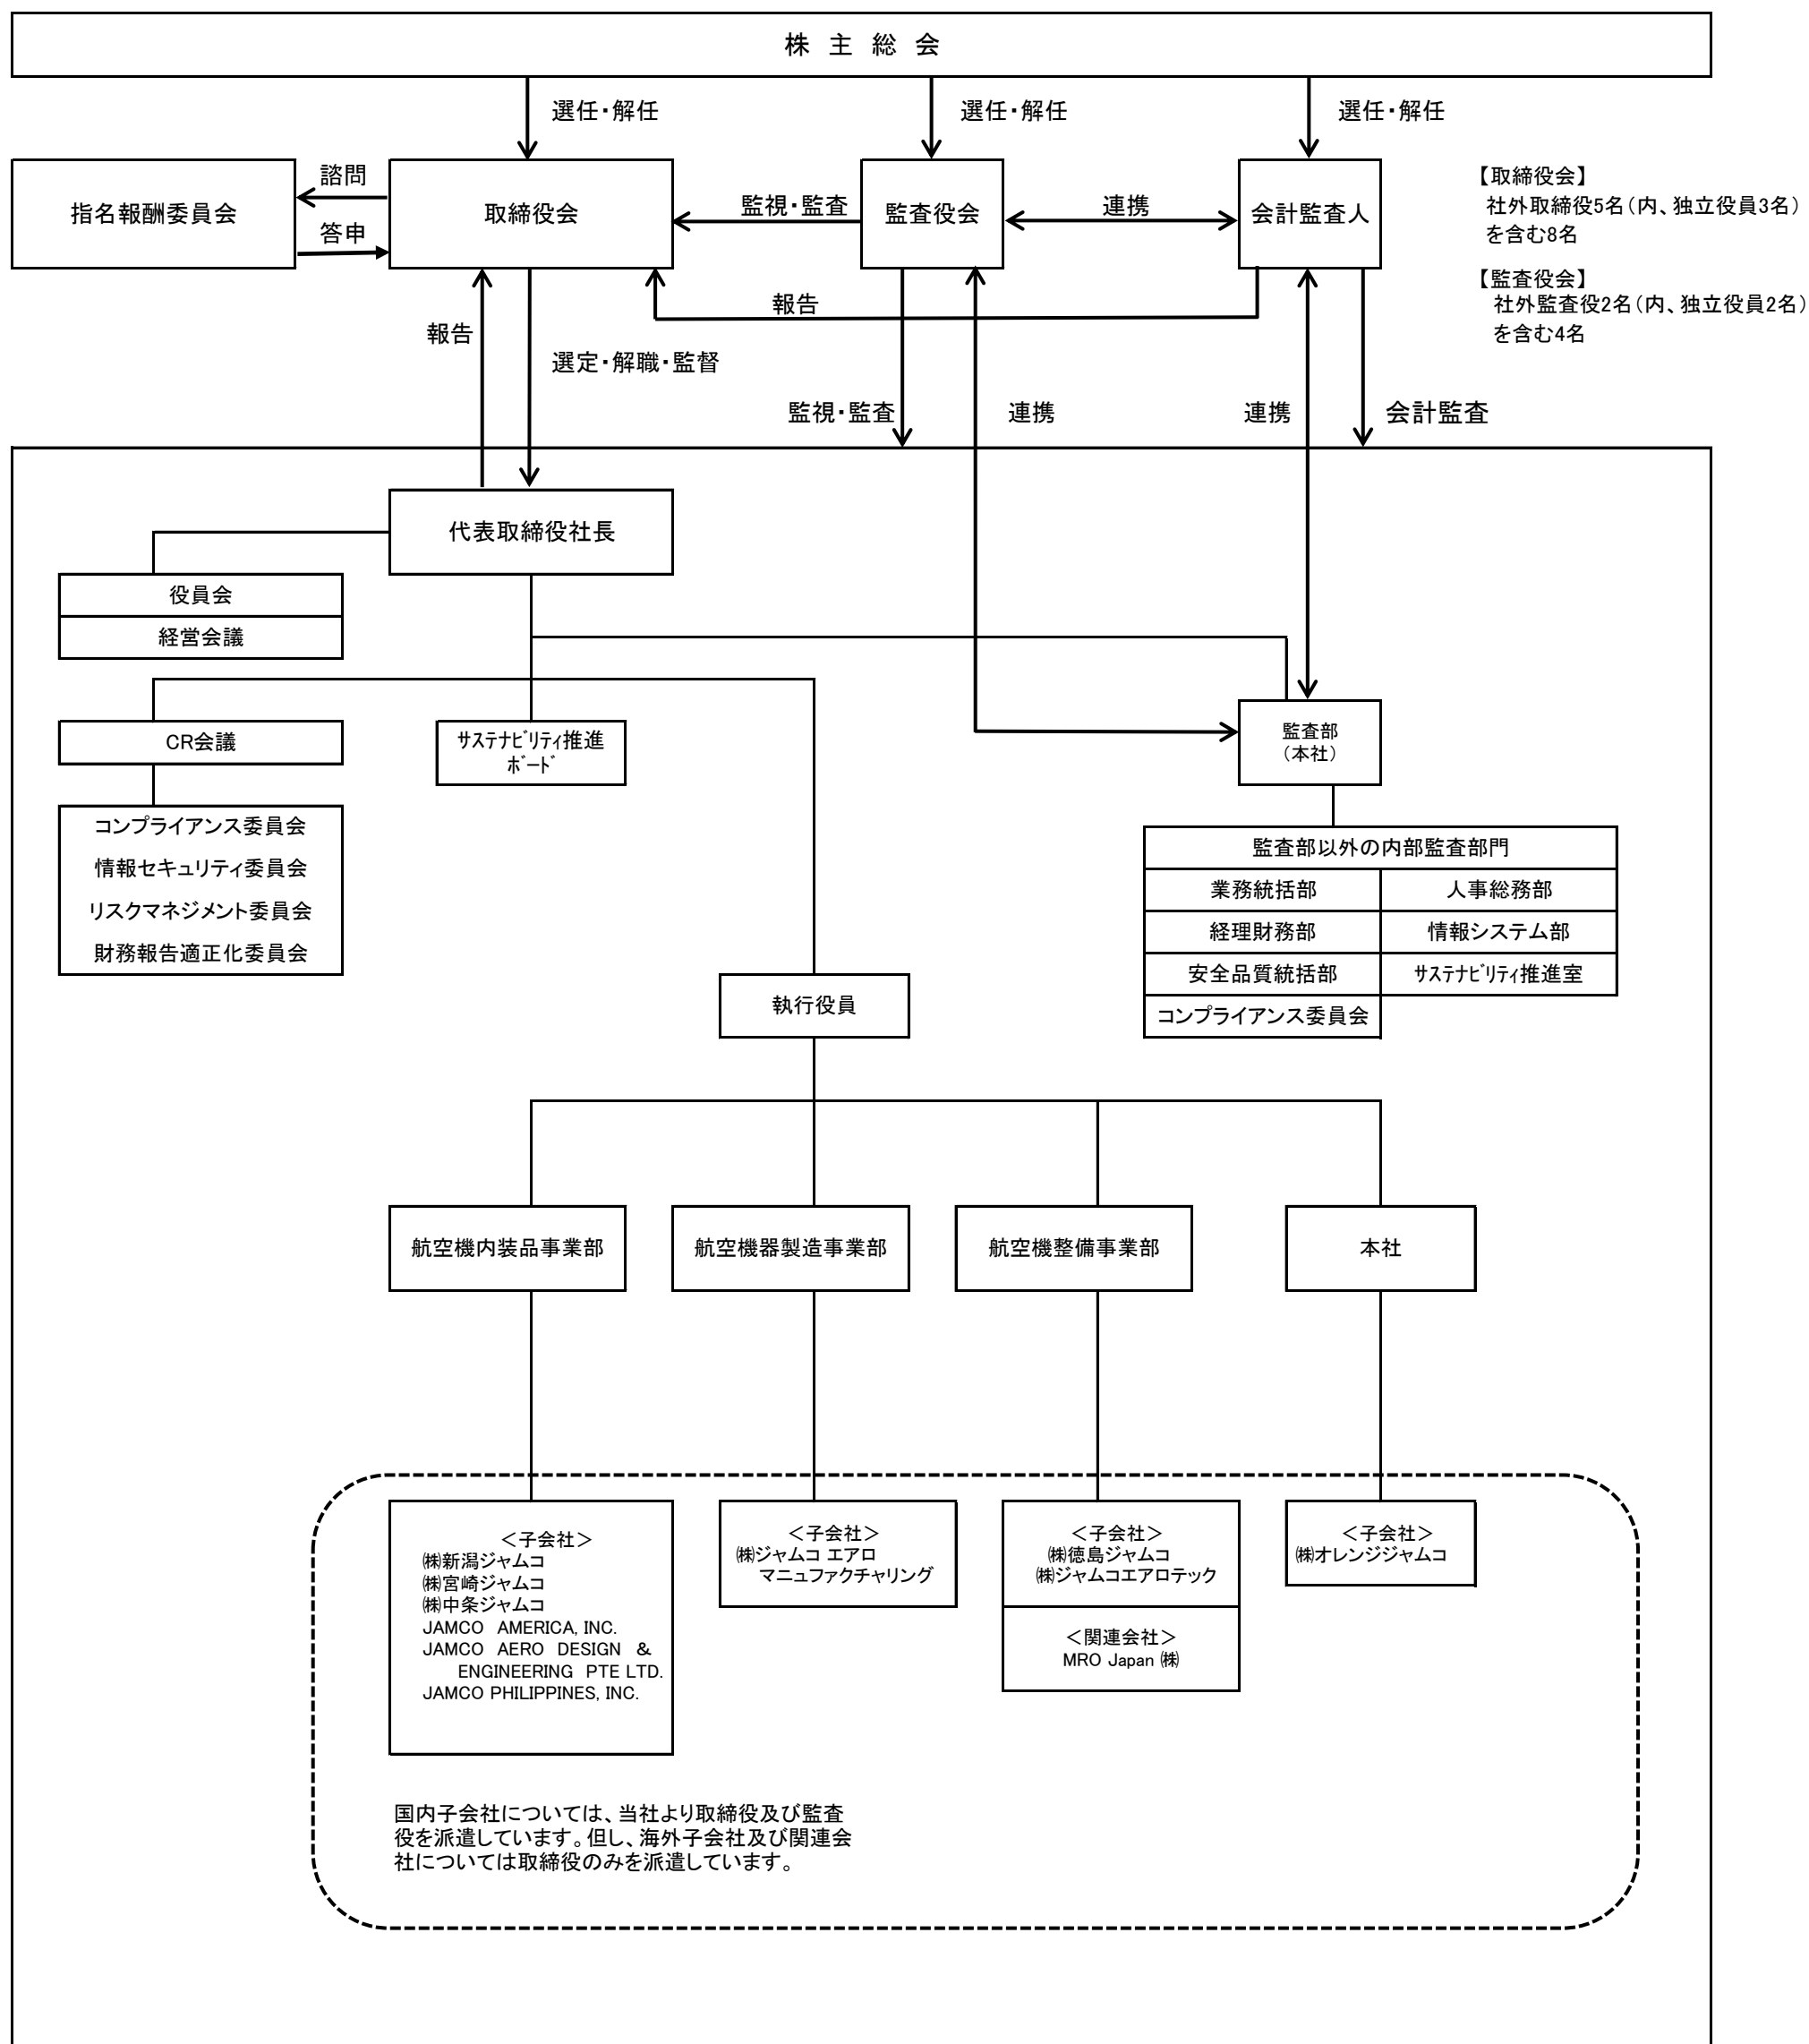 株 主 総 会
選任・解任
選任・解任
選任・解任
指名報酬委員会
諮問
答申
取締役会
監視・監査
監査役会
連携
会計監査人
【取締役会】
社外取締役5名（内、独立役員3名）
を含む8名
【監査役会】
社外監査役2名（内、独立役員2名）
を含む4名
報告
報告
選定・解職・監督
監視・監査
連携
連携
会計監査
代表取締役社長
役員会
経営会議
CR会議
サステナビリティ推進
ボード
監査部
（本社）
コンプライアンス委員会
情報セキュリティ委員会
リスクマネジメント委員会
財務報告適正化委員会
監査部以外の内部監査部門
業務統括部
人事総務部
経理財務部
情報システム部
安全品質統括部
サステナビリティ推進室
コンプライアンス委員会
執行役員
航空機内装品事業部
航空機器製造事業部
航空機整備事業部
本社
＜子会社＞
㈱新潟ジャムコ
㈱宮崎ジャムコ
㈱中条ジャムコ
JAMCO AMERICA, INC.
JAMCO AERO DESIGN &
ENGINEERING PTE LTD.
JAMCO PHILIPPINES, INC.
＜子会社＞
㈱ジャムコ エアロ
マニュファクチャリング
＜子会社＞
㈱徳島ジャムコ
㈱ジャムコエアロテック
＜関連会社＞
MRO Japan ㈱
＜子会社＞
㈱オレンジジャムコ
国内子会社については、当社より取締役及び監査
役を派遣しています。但し、海外子会社及び関連会
社については取締役のみを派遣しています。